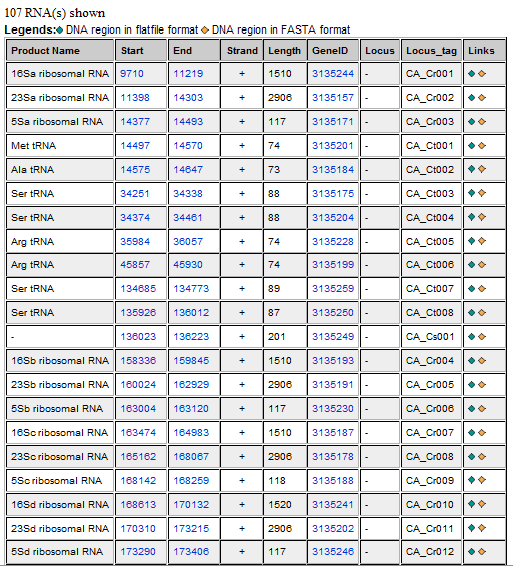 107 RNA(s) shown
Legends: DNA region in flatfile format DNA region in FASTA format
Product Name Start End Strand Length GeneID Locus Locus_tag Links
16Sa ribosomal RNA 9710 11219 + 1510 3135244 - CA_Cr001
23Sa ribosomal RNA 11398 14303 + 2906 3135157 - CA_Cr002
5Sa ribosomal RNA 14377 14493 + 117 3135171 - CA_Cr003
Met tRNA 14497 14570 + 74 3135201 - CA_Ct001
Ala tRNA 14575 14647 + 73 3135184 - CA_Ct002
Ser tRNA 34251 34338 + 88 3135175 - CA_Ct003
Ser tRNA 34374 34461 + 88 3135204 - CA_Ct004
Arg tRNA 35984 36057 + 74 3135228 - CA_Ct005
Arg tRNA 45857 45930 + 74 3135199 - CA_Ct006
Ser tRNA 134685 134773 + 89 3135259 - CA_Ct007
Ser tRNA 135926 136012 + 87 3135250 - CA_Ct008
- 136023 136223 + 201 3135249 - CA_Cs001
16Sb ribosomal RNA 158336 159845 + 1510 3135193 - CA_Cr004
23Sb ribosomal RNA 160024 162929 + 2906 3135191 - CA_Cr005
5Sb ribosomal RNA 163004 163120 + 117 3135230 - CA_Cr006
16Sc ribosomal RNA 163474 164983 + 1510 3135187 - CA_Cr007
23Sc ribosomal RNA 165162 168067 + 2906 3135178 - CA_Cr008
5Sc ribosomal RNA 168142 168259 + 118 3135188 - CA_Cr009
16Sd ribosomal RNA 168613 170132 + 1520 3135241 - CA_Cr010
23Sd ribosomal RNA 170310 173215 + 2906 3135202 - CA_Cr011
5Sd ribosomal RNA 173290 173406 + 117 3135246 - CA_Cr012